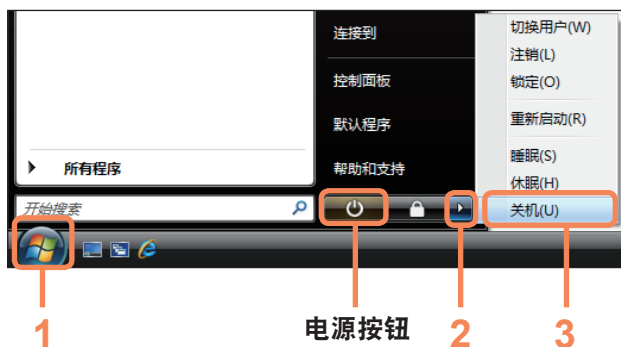 连接到
控制面板
默认程序
帮助和支持
所有程序
开始搜索
切换用户(W)
注销(L)
锁定(O)
重新启动(R)
睡眠(S)
休眠(H)
关机(U)
1
电源按钮
2
3